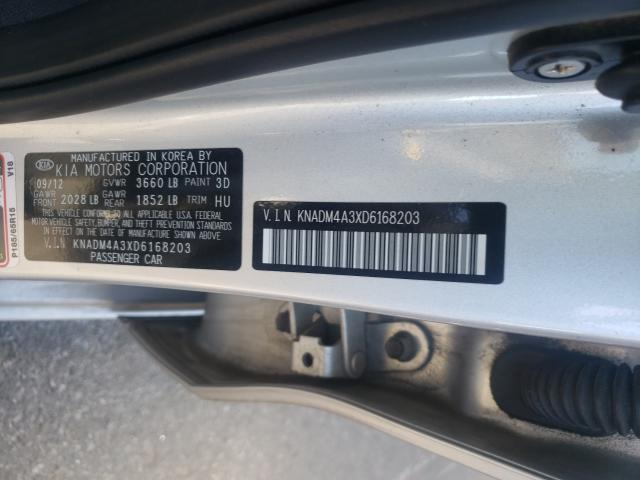 KIA
MANUFACTURED IN KOREA BY
KIA MOTORS CORPORATION
09/12 GVWR 3660 LB PAINT 3D
GAWR FRONT 2028 LB GAWR REAR 1852 LB TRIM HU
THIS VEHICLE CONFORMS TO ALL APPLICABLE U.S. FEDERAL
MOTOR VEHICLE SAFETY, BUMPER, AND THEFT PREVENTION STANDARDS
IN EFFECT ON THE DATE OF MANUFACTURE SHOWN ABOVE.
V.I.N KNADM4A3XD6168203
PASSENGER CAR
V.I.N. KNADM4A3XD6168203
P185/65R15
V18